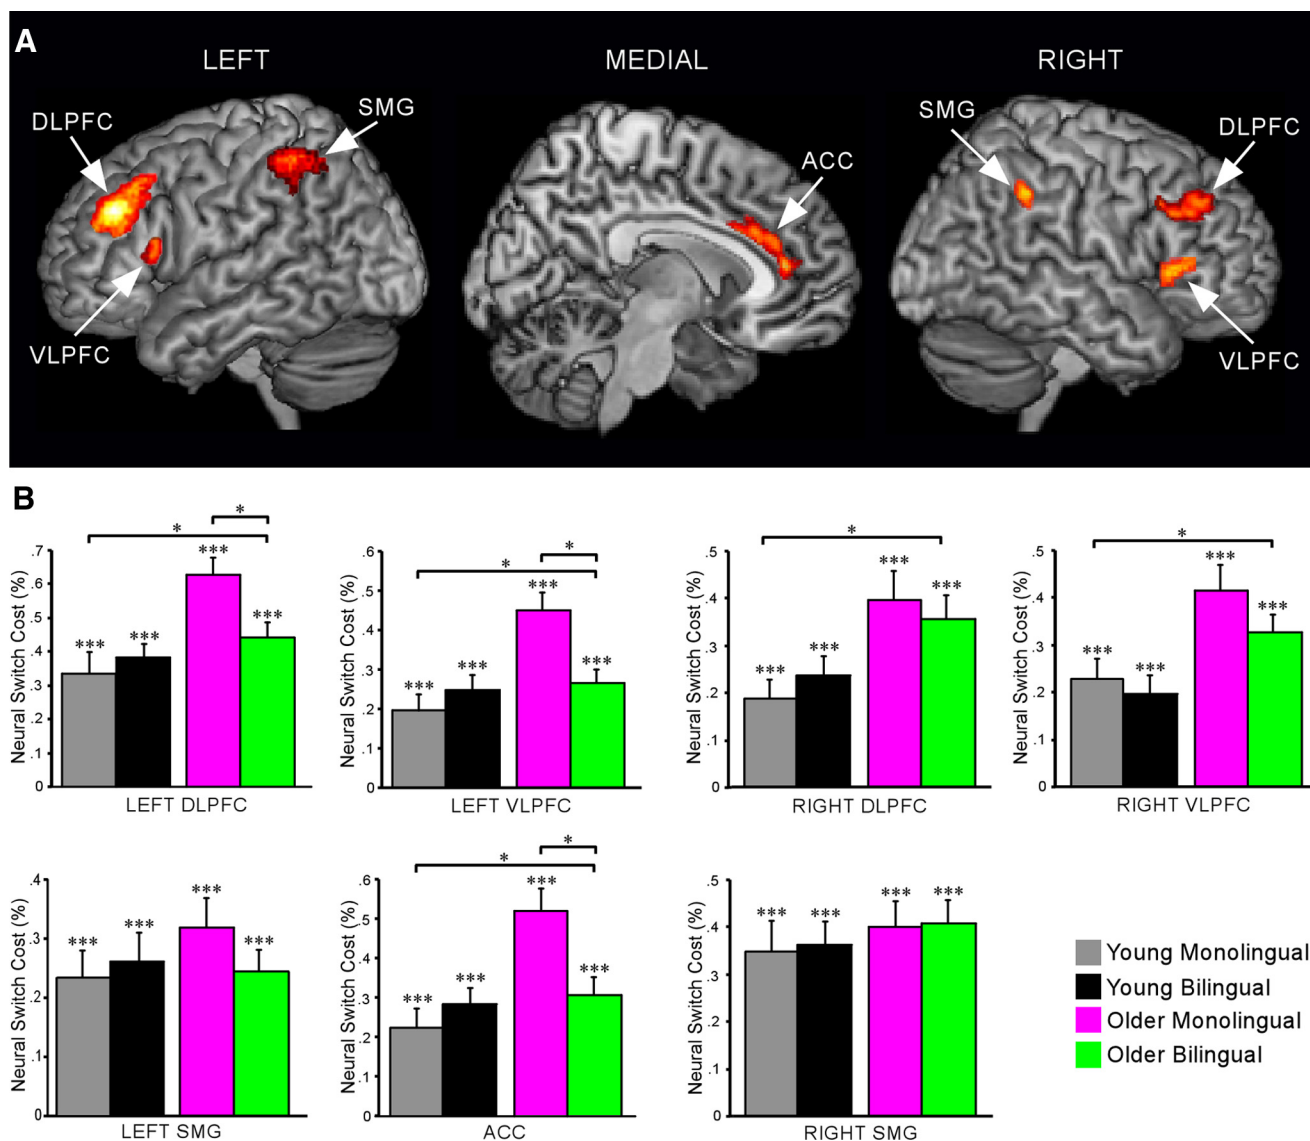 A
LEFT
MEDIAL
RIGHT
DLPFC
SMG
VLPFC
ACC
SMG
DLPFC
VLPFC
B
Neural Switch Cost (%)
.7
.6
.5
.4
.3
.2
.1
0
*
*
***
***
***
***
LEFT DLPFC
Neural Switch Cost (%)
.6
.5
.4
.3
.2
.1
0
*
*
***
***
***
***
LEFT VLPFC
Neural Switch Cost (%)
.5
.4
.3
.2
.1
0
*
***
***
***
***
RIGHT DLPFC
Neural Switch Cost (%)
.5
.4
.3
.2
.1
0
*
***
***
***
***
RIGHT VLPFC
Neural Switch Cost (%)
.4
.3
.2
.1
0
***
***
***
***
LEFT SMG
Neural Switch Cost (%)
.6
.5
.4
.3
.2
.1
0
*
*
***
***
***
***
ACC
Neural Switch Cost (%)
.5
.4
.3
.2
.1
0
***
***
***
***
RIGHT SMG
Young Monolingual
Young Bilingual
Older Monolingual
Older Bilingual